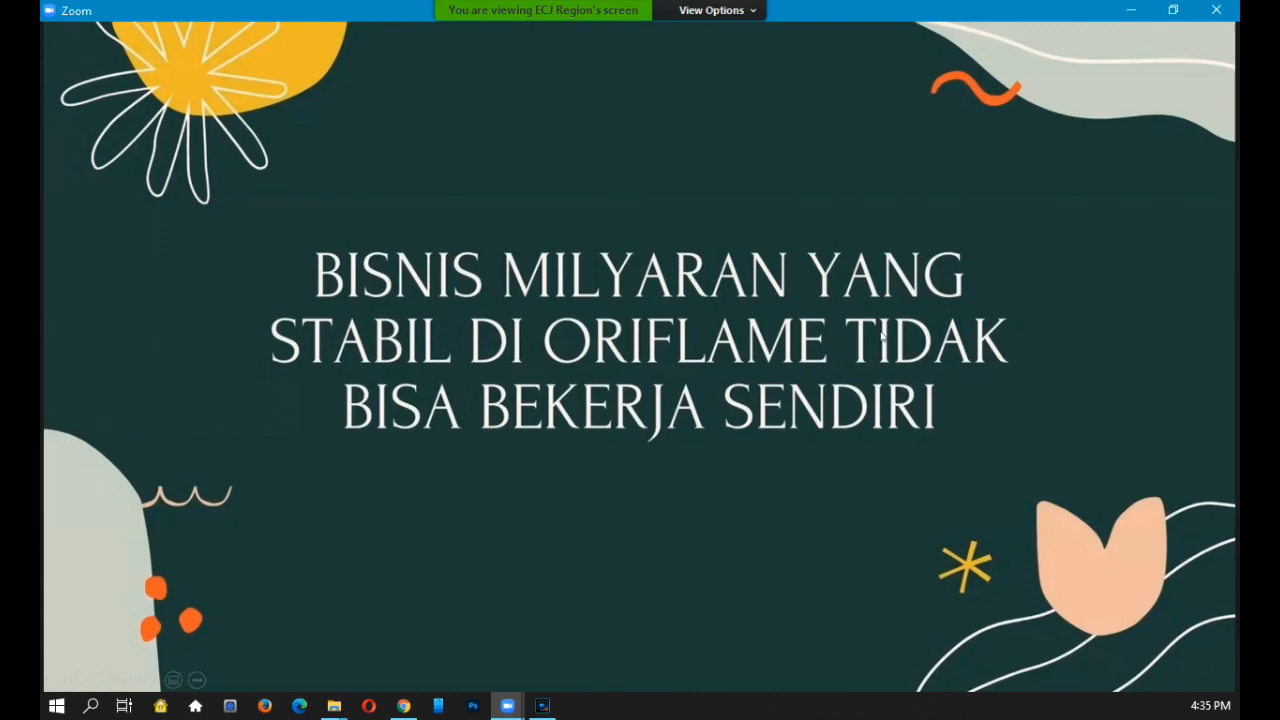 Zoom
You are viewing ECJ Region's screen
View Options
BISNIS MILYARAN YANG
STABIL DI ORIFLAME TIDAK
BISA BEKERJA SENDIRI
Ps
4:35 PM